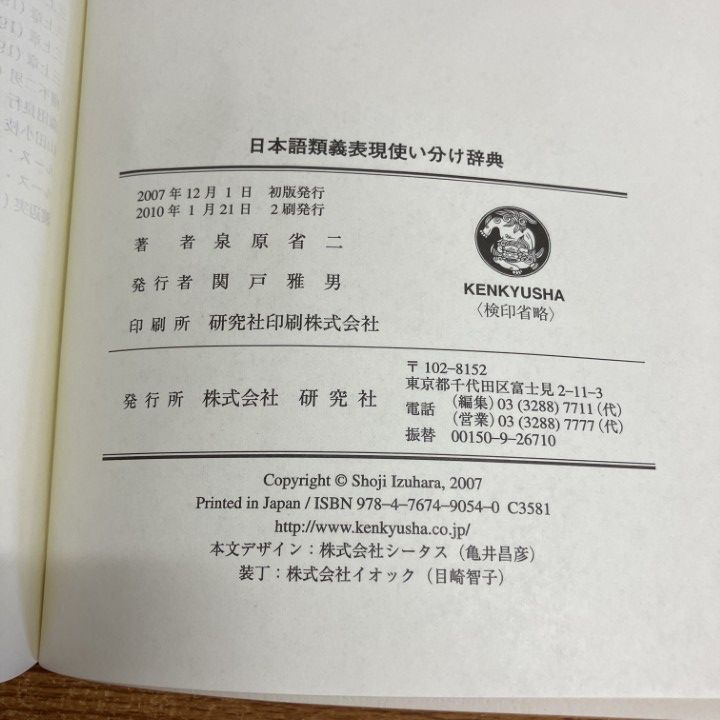 日本語類義表現使い分け辞典
2007年12月1日 初版発行
2010年1月21日 2刷発行
著者 泉原省二
発行者 関戸雅男
印刷所 研究社印刷株式会社
KENKYUSHA
〈検印省略〉
発行所 株式会社 研究社
〒102-8152
東京都千代田区富士見2-11-3
電話 (編集) 03 (3288) 7711 (代)
(営業) 03 (3288) 7777 (代)
振替 00150-9-26710
Copyright © Shoji Izuhara, 2007
Printed in Japan / ISBN 978-4-7674-9054-0 C3581
http://www.kenkyusha.co.jp/
本文デザイン：株式会社シータス（亀井昌彦）
装丁：株式会社イオック（目崎智子）